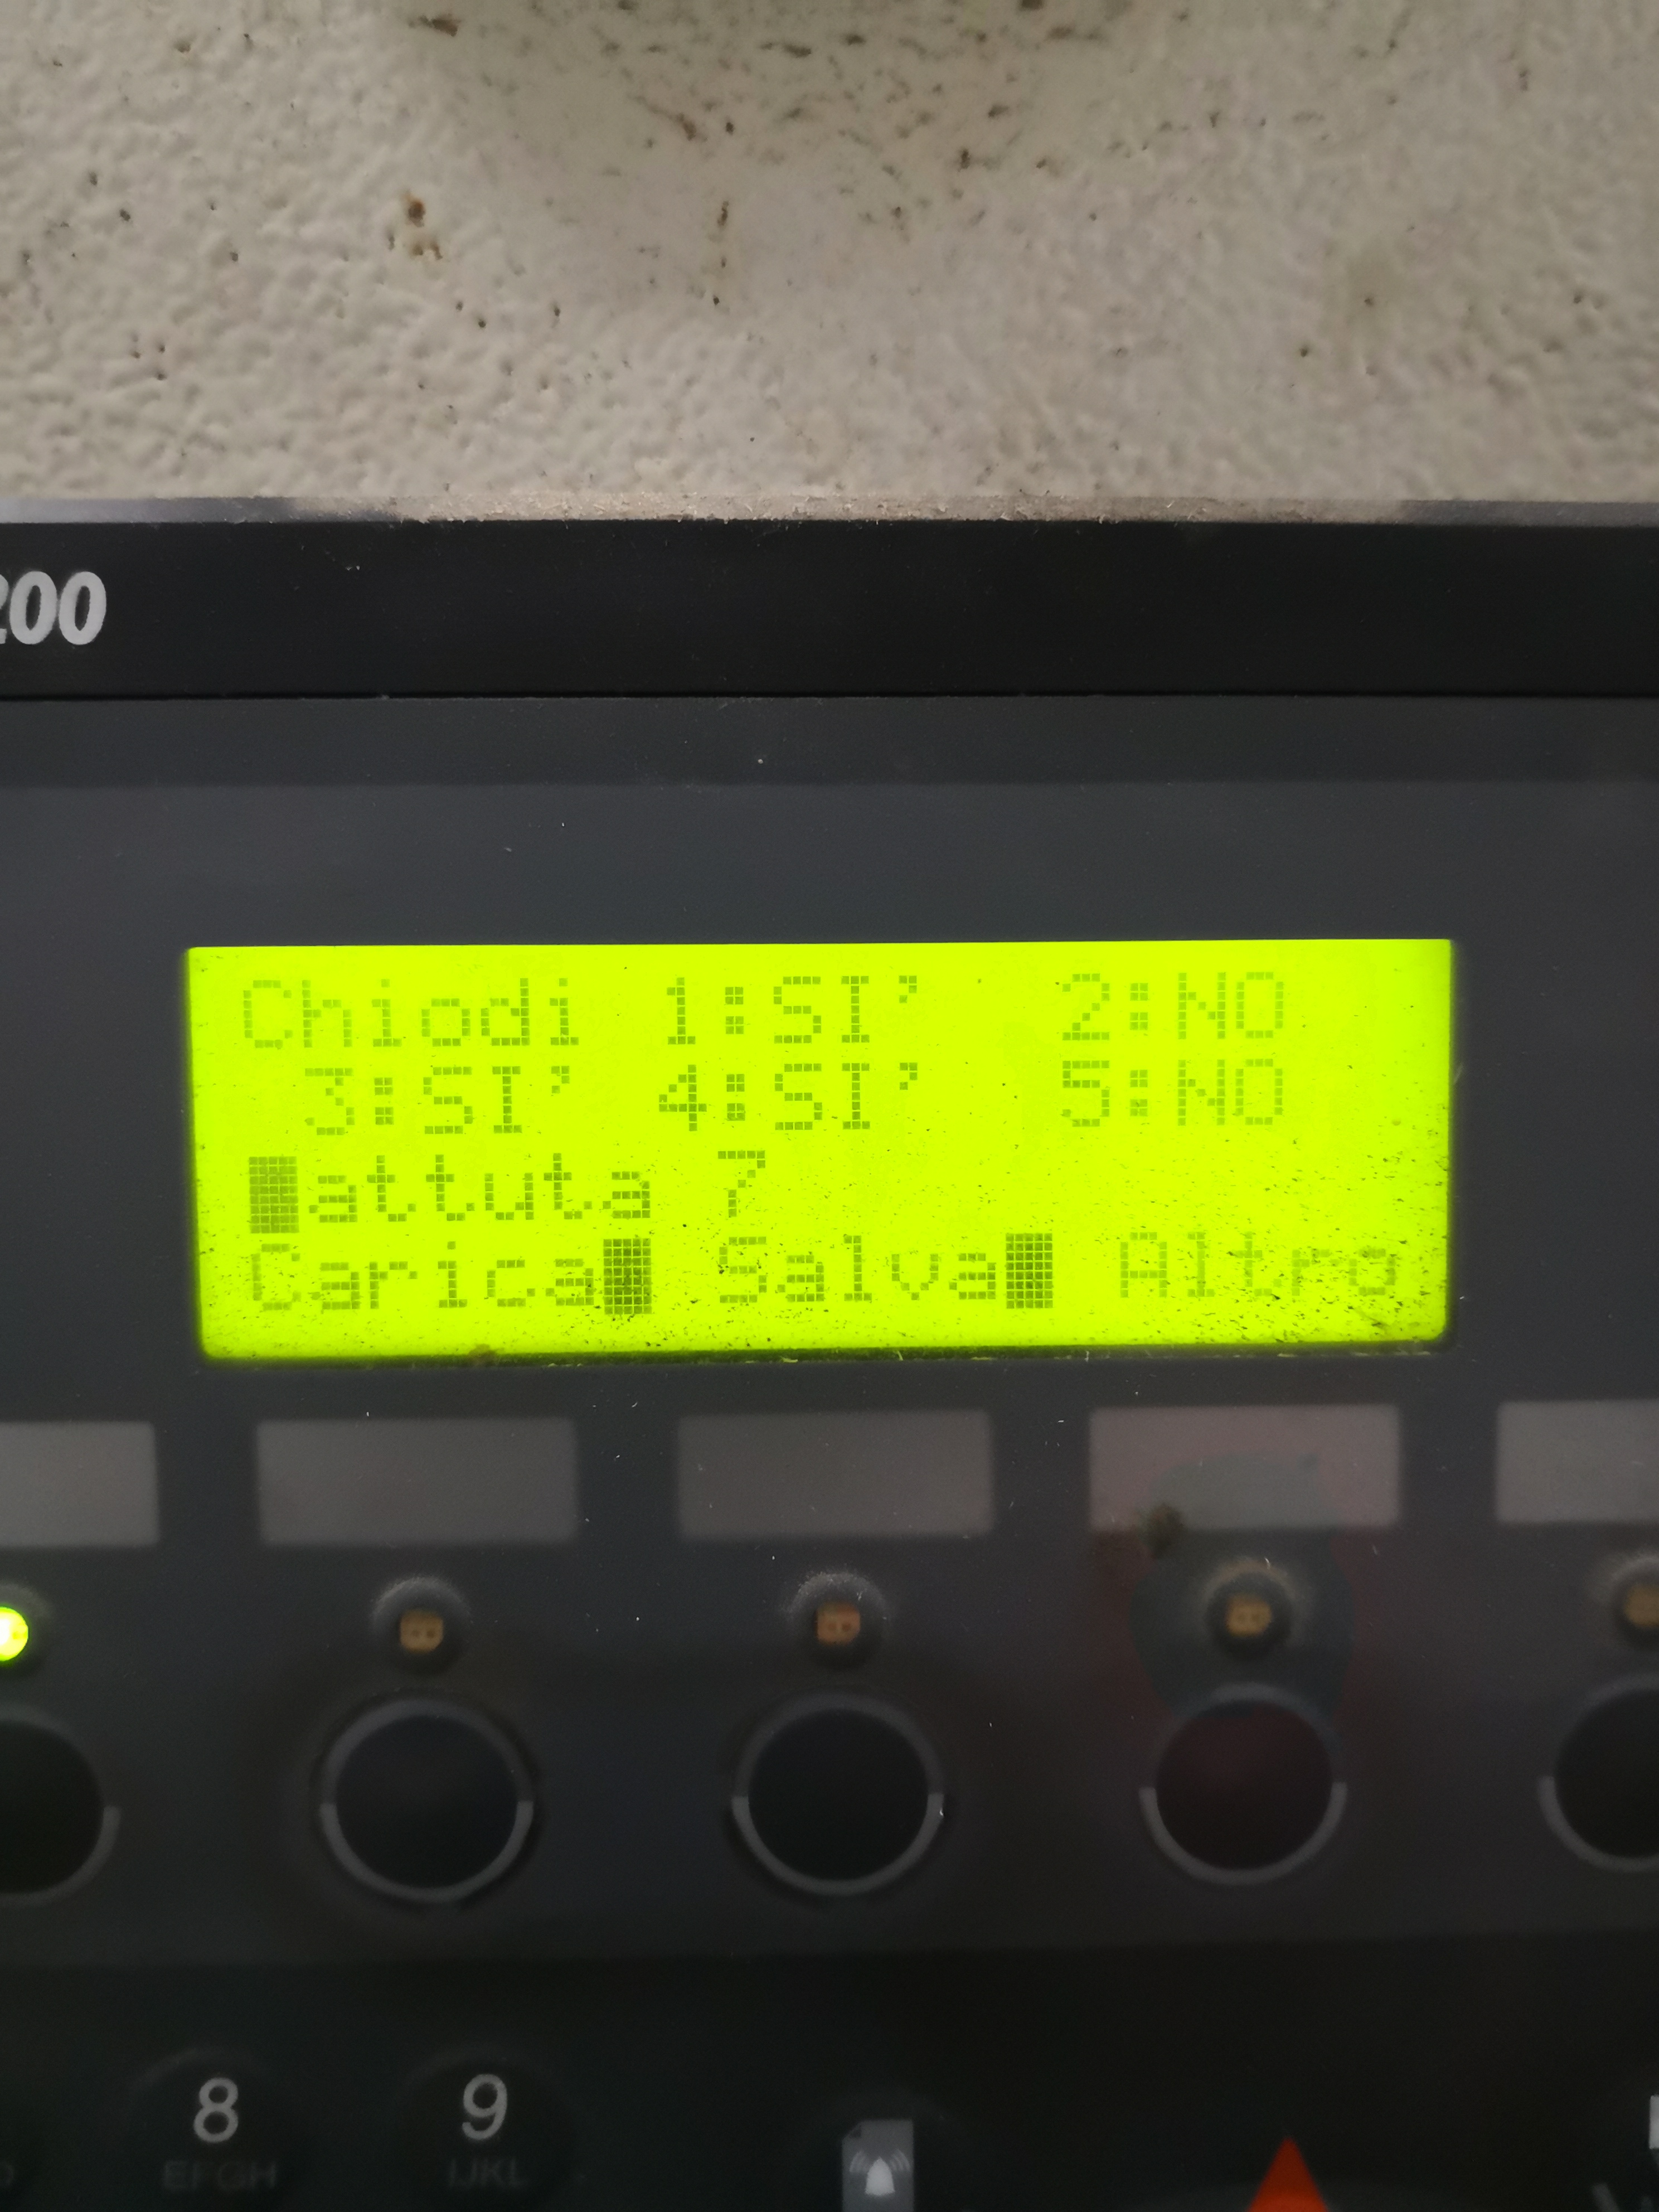 200
Chiodi 1:SI' 2:NO
3:SI' 4:SI' 5:NO
█attuta 7
Carica█ Salva█ Altro
8 9
EFGH IJKL